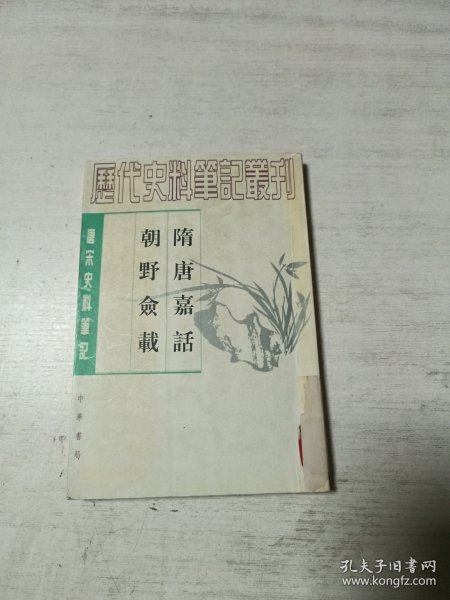 歷代史料筆記叢刊
隋唐嘉話
朝野僉載
唐宋史料筆記
中華書局
孔夫子旧书网
www.kongfz.com